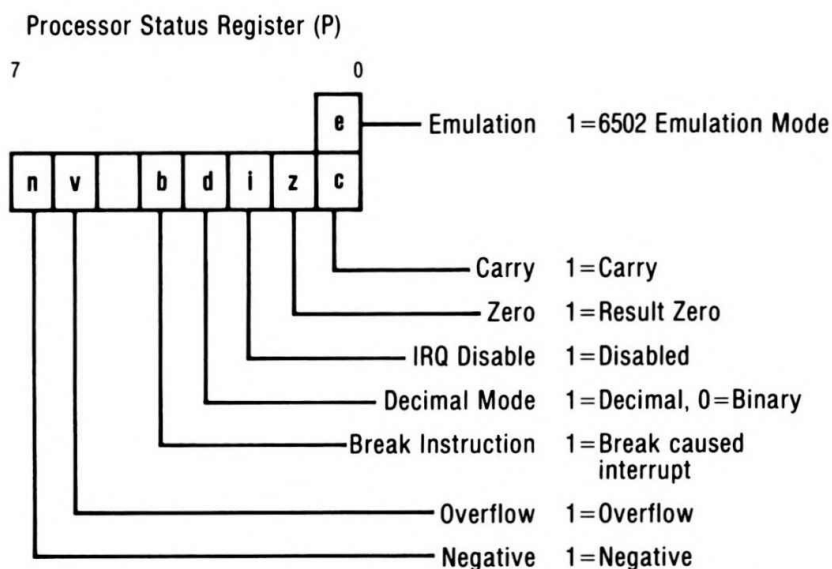 Processor Status Register (P)
7 0
e Emulation 1=6502 Emulation Mode
n v b d i z c
Carry 1=Carry
Zero 1=Result Zero
IRQ Disable 1=Disabled
Decimal Mode 1=Decimal, 0=Binary
Break Instruction 1=Break caused
interrupt
Overflow 1=Overflow
Negative 1=Negative